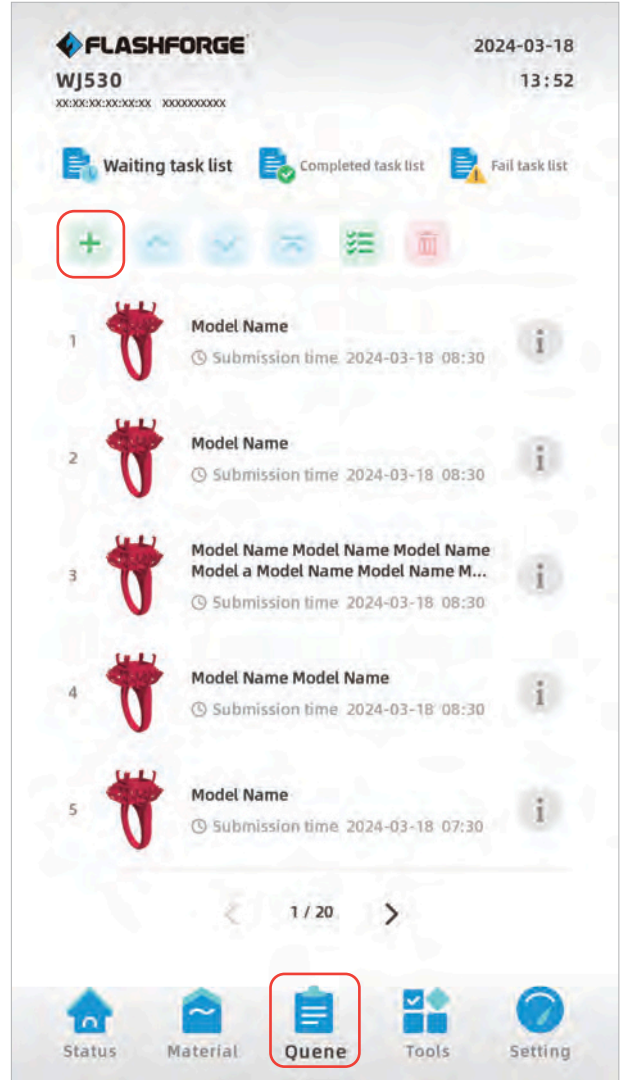 FLASHFORGE
2024-03-18
WJ530
13:52
XX:XX:XX:XX:XX:XX XXXXXXXXXX
Waiting task list
Completed task list
Fail task list
1
Model Name
Submission time 2024-03-18 08:30
2
Model Name
Submission time 2024-03-18 08:30
3
Model Name Model Name Model Name
Model a Model Name Model Name M...
Submission time 2024-03-18 08:30
4
Model Name Model Name
Submission time 2024-03-18 08:30
5
Model Name
Submission time 2024-03-18 07:30
1 / 20
Status
Material
Quene
Tools
Setting